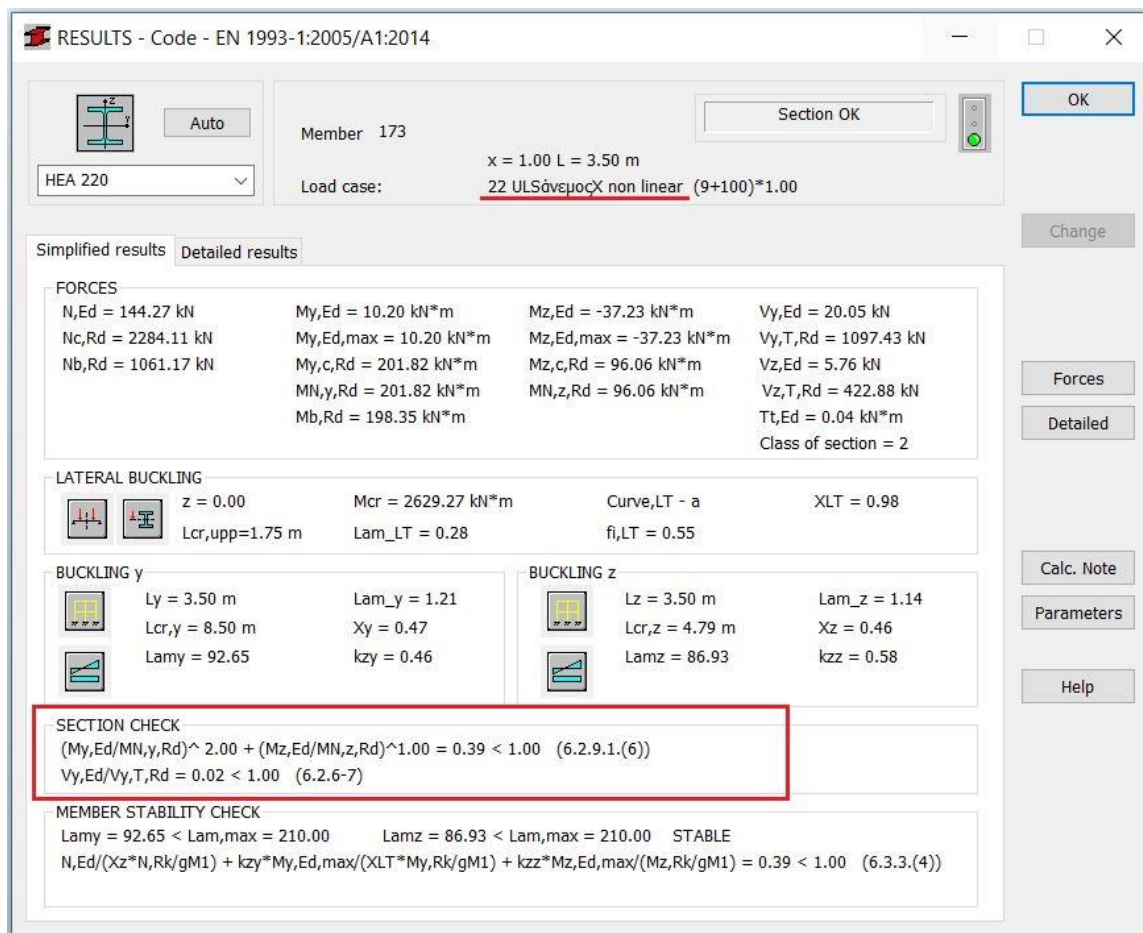 RESULTS - Code - EN 1993-1:2005/A1:2014
OK
Auto
Section OK
Member 173
x = 1.00 L = 3.50 m
HEA 220
Load case: 22 ULSάνεμοςX non linear (9+100)*1.00
Change
Simplified results Detailed results
FORCES
N,Ed = 144.27 kN My,Ed = 10.20 kN*m Mz,Ed = -37.23 kN*m Vy,Ed = 20.05 kN
Nc,Rd = 2284.11 kN My,Ed,max = 10.20 kN*m Mz,Ed,max = -37.23 kN*m Vy,T,Rd = 1097.43 kN
Nb,Rd = 1061.17 kN My,c,Rd = 201.82 kN*m Mz,c,Rd = 96.06 kN*m Vz,Ed = 5.76 kN
MN,y,Rd = 201.82 kN*m MN,z,Rd = 96.06 kN*m Vz,T,Rd = 422.88 kN
Mb,Rd = 198.35 kN*m Tt,Ed = 0.04 kN*m
Class of section = 2
Forces
Detailed
LATERAL BUCKLING
z = 0.00 Mcr = 2629.27 kN*m Curve,LT - a XLT = 0.98
Lcr,upp=1.75 m Lam_LT = 0.28 fi,LT = 0.55
BUCKLING y
Ly = 3.50 m Lam_y = 1.21
Lcr,y = 8.50 m Xy = 0.47
Lamy = 92.65 kzy = 0.46
BUCKLING z
Lz = 3.50 m Lam_z = 1.14
Lcr,z = 4.79 m Xz = 0.46
Lamz = 86.93 kzz = 0.58
Calc. Note
Parameters
Help
SECTION CHECK
(My,Ed/MN,y,Rd)^ 2.00 + (Mz,Ed/MN,z,Rd)^1.00 = 0.39 < 1.00 (6.2.9.1.(6))
Vy,Ed/Vy,T,Rd = 0.02 < 1.00 (6.2.6-7)
MEMBER STABILITY CHECK
Lamy = 92.65 < Lam,max = 210.00 Lamz = 86.93 < Lam,max = 210.00 STABLE
N,Ed/(Xz*N,Rk/gM1) + kzy*My,Ed,max/(XLT*My,Rk/gM1) + kzz*Mz,Ed,max/(Mz,Rk/gM1) = 0.39 < 1.00 (6.3.3.(4))